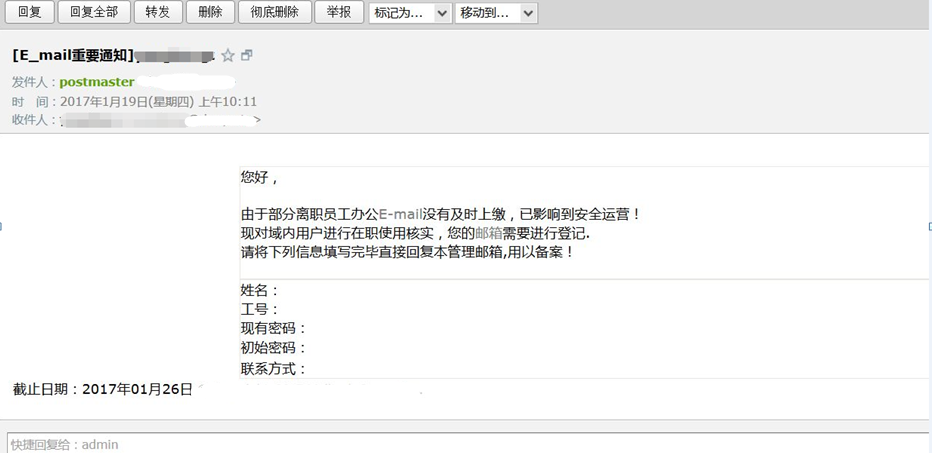 回复 回复全部 转发 删除 彻底删除 举报 标记为... 移动到...
[E_mail重要通知]
发件人：postmaster
时 间：2017年1月19日(星期四) 上午10:11
收件人：
您好，
由于部分离职员工办公E-mail没有及时上缴，已影响到安全运营！
现对域内用户进行在职使用核实，您的邮箱需要进行登记.
请将下列信息填写完毕直接回复本管理邮箱,用以备案！
姓名：
工号：
现有密码：
初始密码：
联系方式：
截止日期：2017年01月26日
快捷回复给：admin